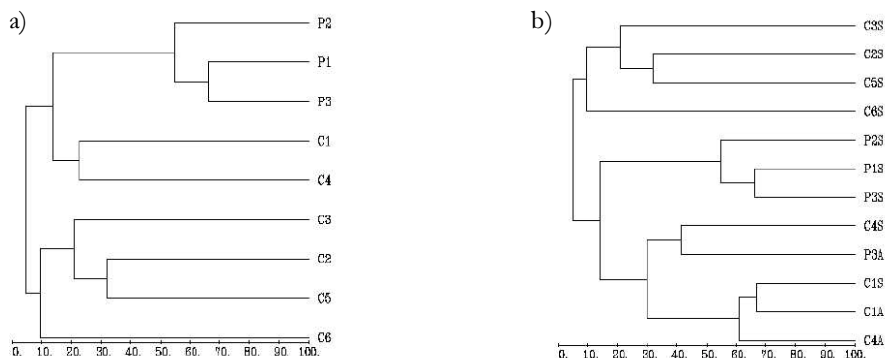 a)
P2
P1
P3
C1
C4
C3
C2
C5
C6
0. 10. 20. 30. 40. 50. 60. 70. 80. 90. 100.
b)
C3S
C2S
C5S
C6S
P2S
P1S
P3S
C4S
P3A
C1S
C1A
C4A
0. 10. 20. 30. 40. 50. 60. 70. 80. 90. 100.